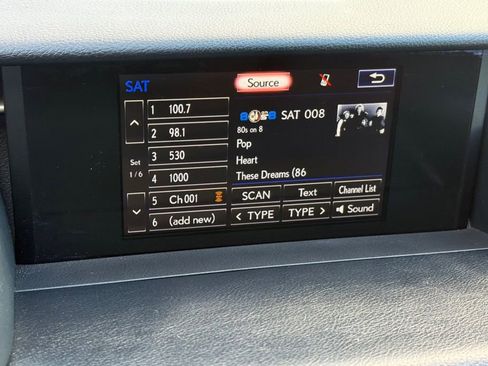 SAT
Source
1 100.7
2 98.1
3 530
4 1000
5 Ch 001
6 (add new)
Set
1/6
SAT 008
80s on 8
Pop
Heart
These Dreams (86
SCAN
Text
Channel List
< TYPE
TYPE >
Sound